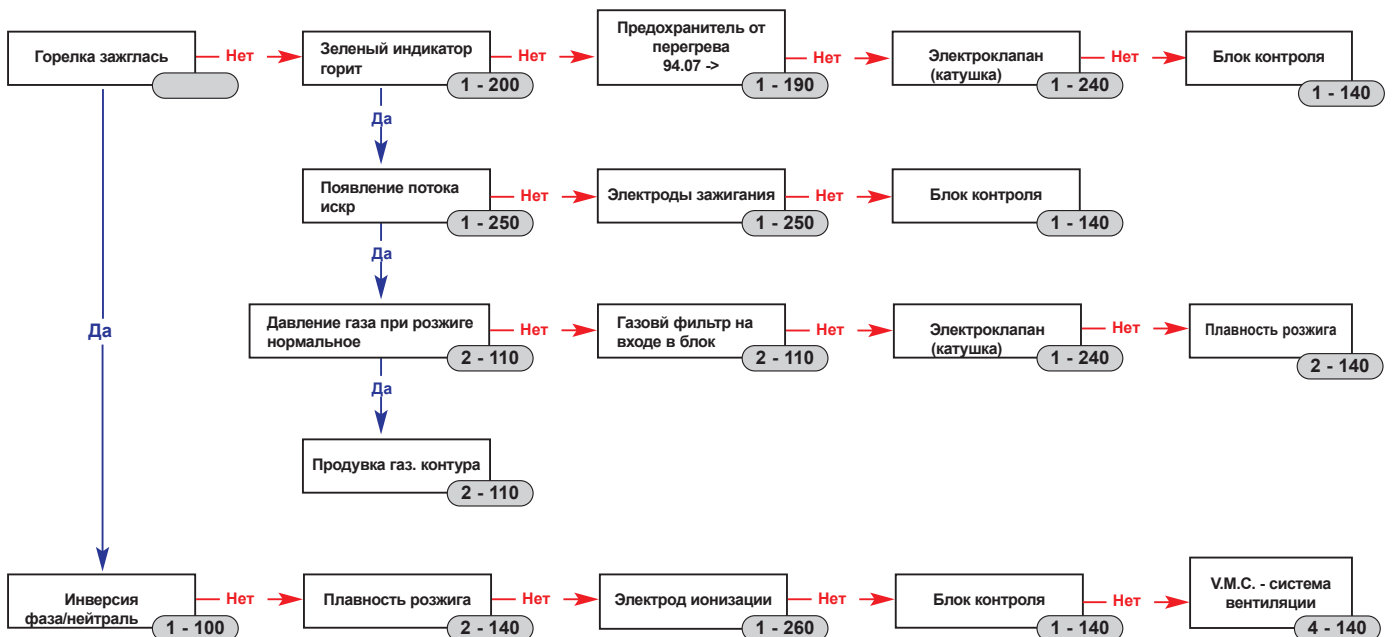 Горелка зажглась
Нет
Зеленый индикатор
горит
1 - 200
Нет
Предохранитель от
перегрева
94.07 ->
1 - 190
Нет
Электроклапан
(катушка)
1 - 240
Нет
Блок контроля
1 - 140
Да
Появление потока
искр
1 - 250
Нет
Электроды зажигания
1 - 250
Нет
Блок контроля
1 - 140
Да
Да
Давление газа при розжиге
нормальное
2 - 110
Нет
Газовй фильтр на
входе в блок
2 - 110
Нет
Электроклапан
(катушка)
1 - 240
Нет
Плавность розжига
2 - 140
Да
Продувка газ. контура
2 - 110
Инверсия
фаза/нейтраль
1 - 100
Нет
Плавность розжига
2 - 140
Нет
Электрод ионизации
1 - 260
Нет
Блок контроля
1 - 140
Нет
V.M.C. - система
вентиляции
4 - 140